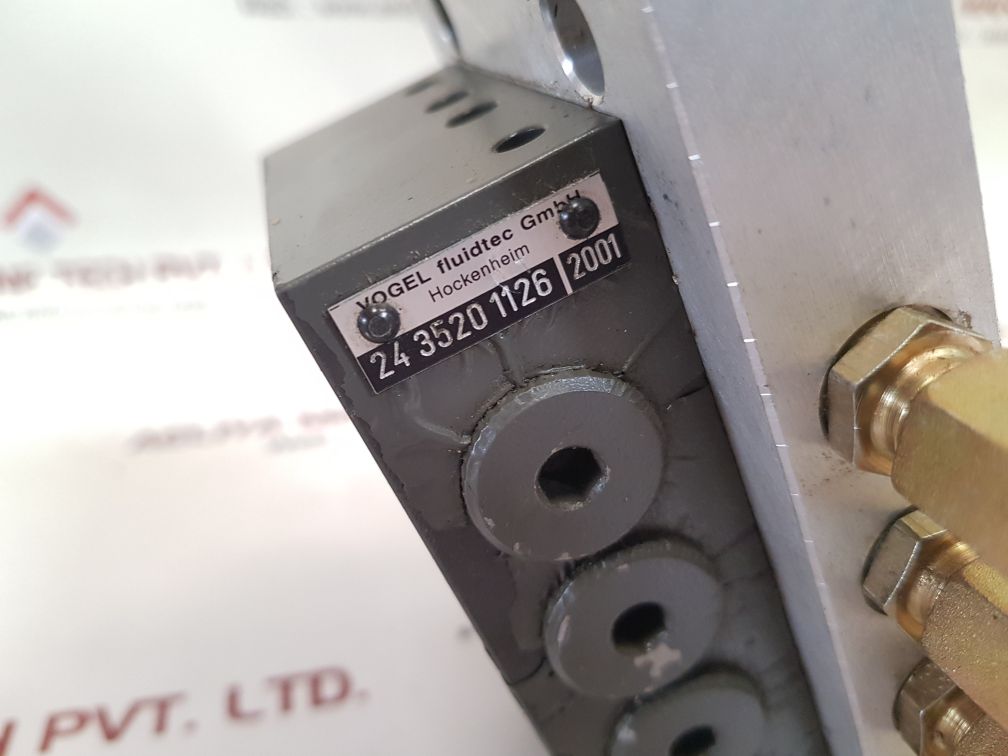 VOGEL fluidtec GmbH
Hockenheim
24 3520 1126 2001
PVT. LTD.